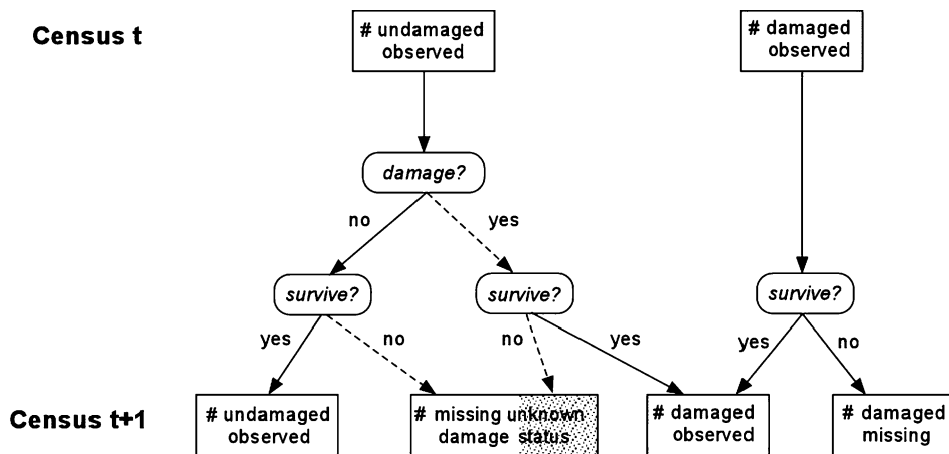 Census t
# undamaged
observed
# damaged
observed
damage?
no
yes
survive?
survive?
survive?
yes
no
no
yes
yes
no
Census t+1
# undamaged
observed
# missing unknown
damage status
# damaged
observed
# damaged
missing